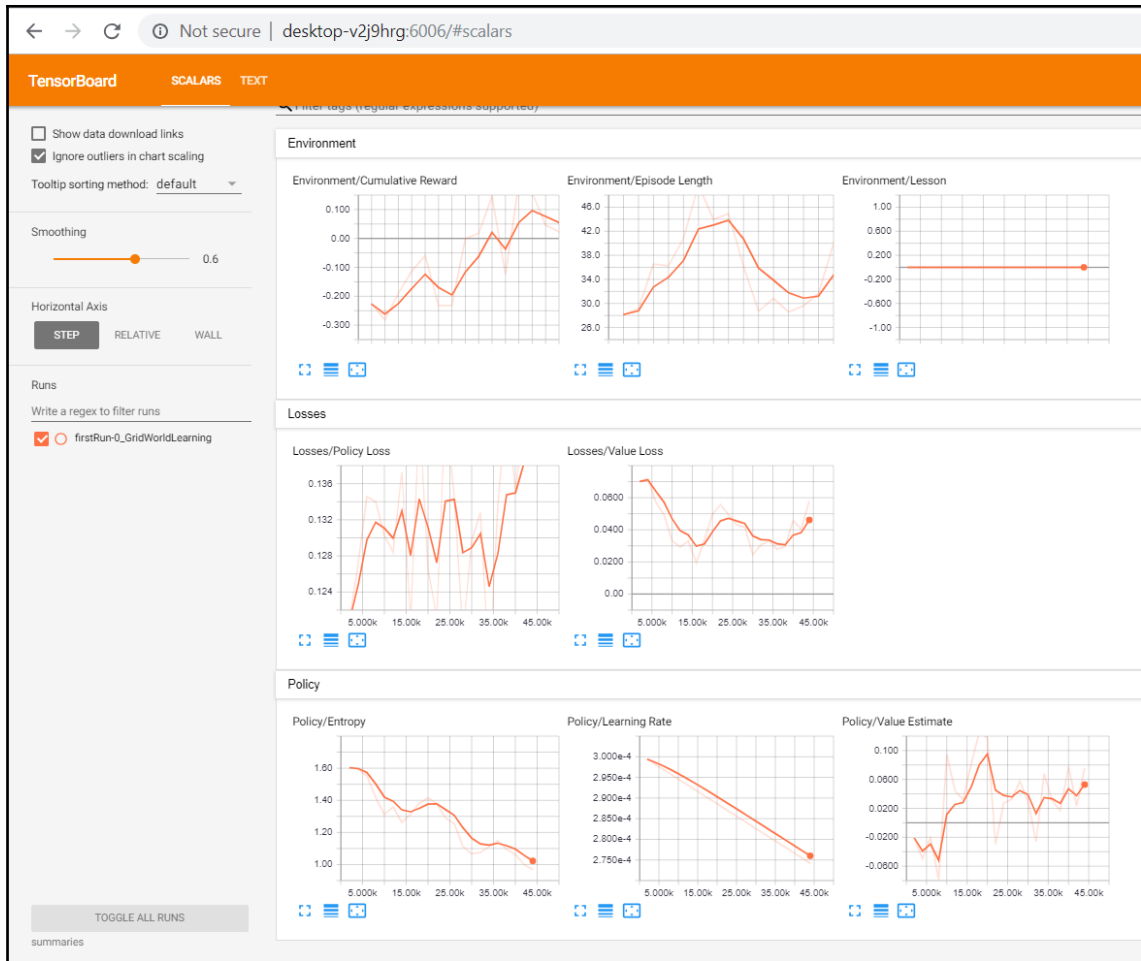 Not secure | desktop-v2j9hrg:6006/#scalars
TensorBoard SCALARS TEXT
Filter tags (regular expressions supported)
Show data download links
Ignore outliers in chart scaling
Tooltip sorting method: default
Smoothing
0.6
Horizontal Axis
STEP RELATIVE WALL
Runs
Write a regex to filter runs
firstRun-0_GridWorldLearning
TOGGLE ALL RUNS
summaries
Environment
Environment/Cumulative Reward
0.100
0.00
-0.100
-0.200
-0.300
Environment/Episode Length
46.0
42.0
38.0
34.0
30.0
26.0
Environment/Lesson
1.00
0.600
0.200
-0.200
-0.600
-1.00
Losses
Losses/Policy Loss
0.136
0.132
0.128
0.124
5.000k 15.00k 25.00k 35.00k 45.00k
Losses/Value Loss
0.0600
0.0400
0.0200
0.00
5.000k 15.00k 25.00k 35.00k 45.00k
Policy
Policy/Entropy
1.60
1.40
1.20
1.00
5.000k 15.00k 25.00k 35.00k 45.00k
Policy/Learning Rate
3.000e-4
2.950e-4
2.900e-4
2.850e-4
2.800e-4
2.750e-4
5.000k 15.00k 25.00k 35.00k 45.00k
Policy/Value Estimate
0.100
0.0600
0.0200
-0.0200
-0.0600
5.000k 15.00k 25.00k 35.00k 45.00k